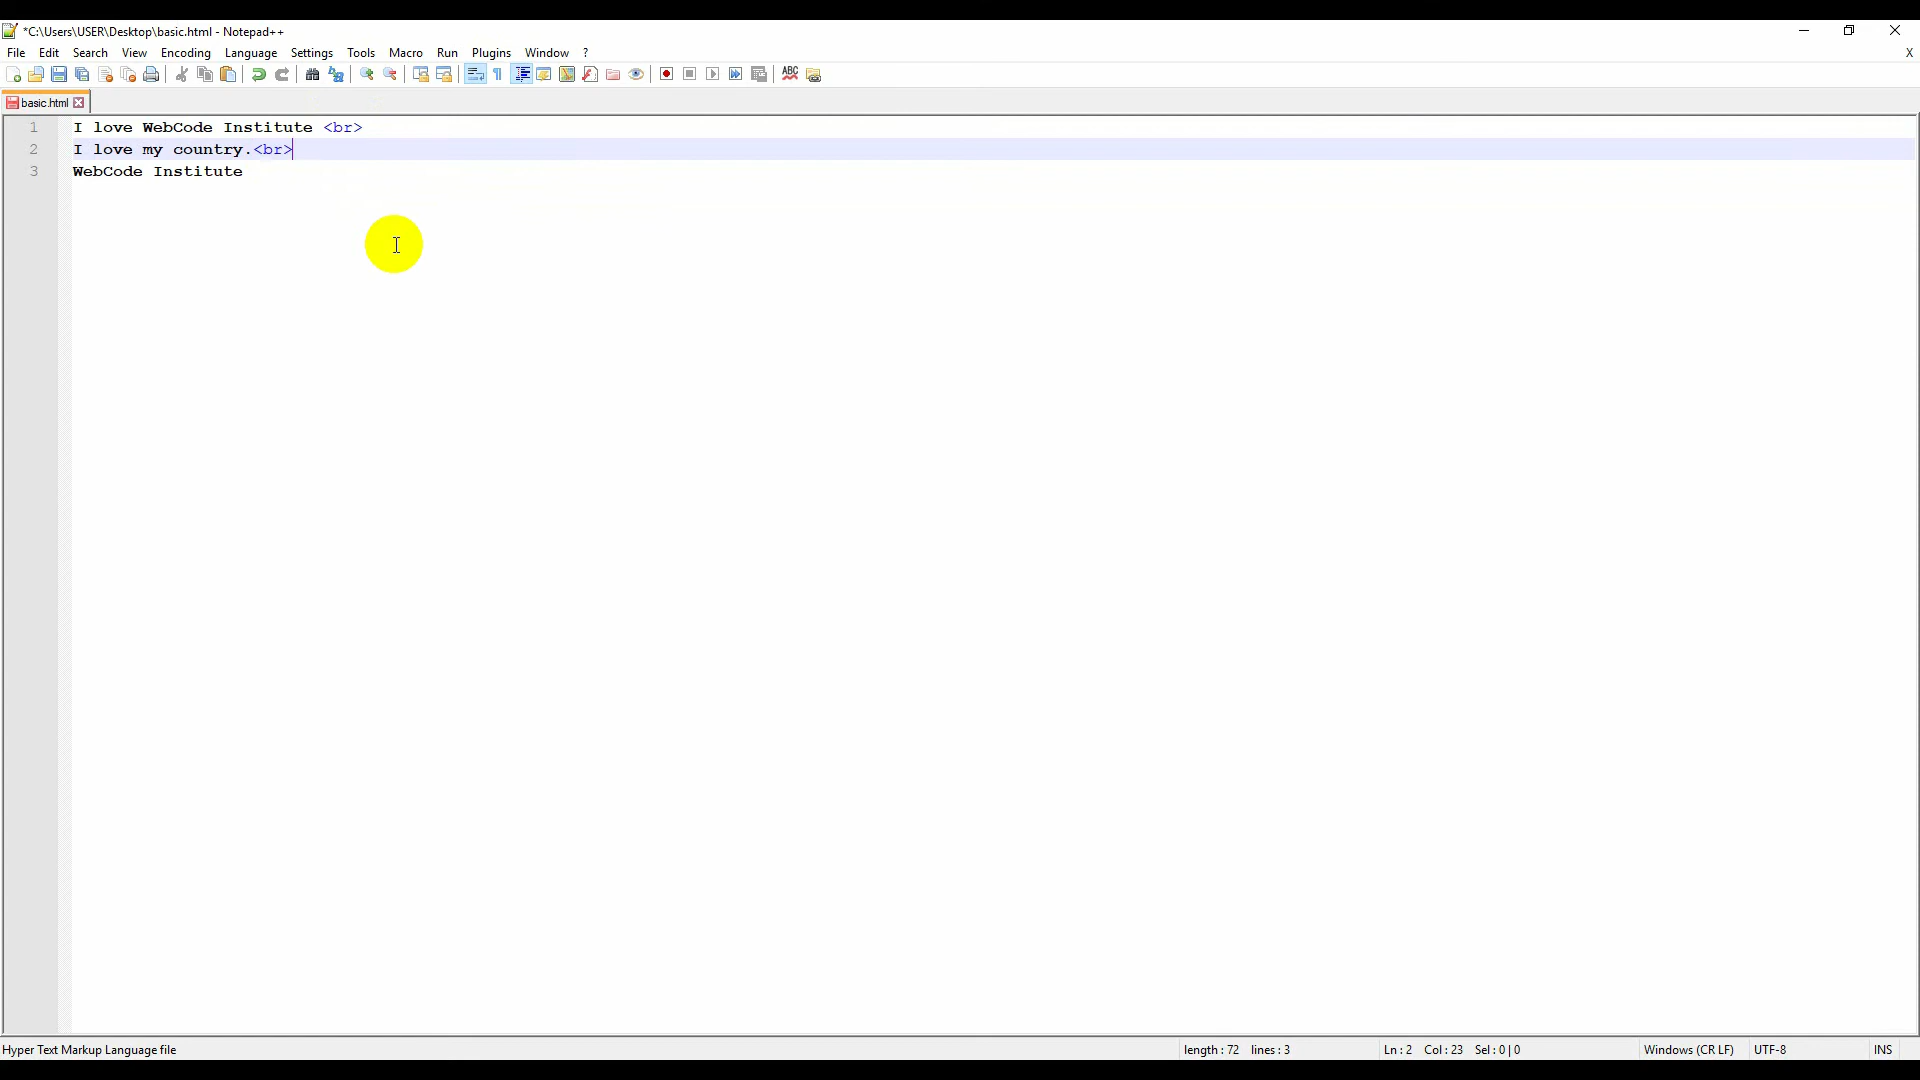 *C:\Users\USER\Desktop\basic.html - Notepad++
File Edit Search View Encoding Language Settings Tools Macro Run Plugins Window ? X
ABC
basic.html
1 I love WebCode Institute <br>
2 I love my country.<br>
3 WebCode Institute
Hyper Text Markup Language file length : 72 lines : 3 Ln : 2 Col : 23 Sel : 0 | 0 Windows (CR LF) UTF-8 INS